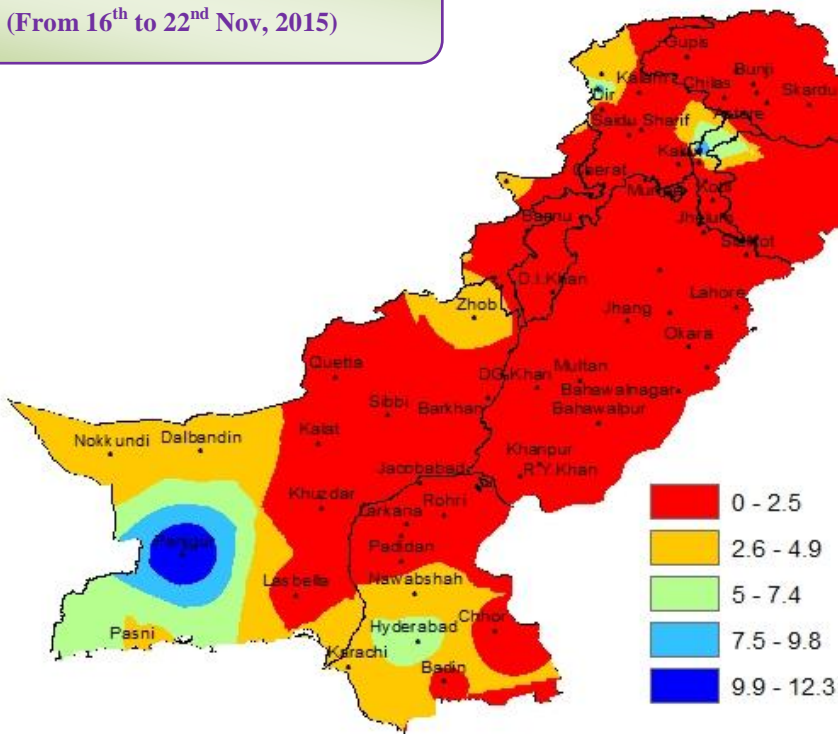 (From 16th to 22nd Nov, 2015)
Gupis
Kalam
Chilas
Bunji
Skardu
Dir
Astore
Saidu Sharif
Kakul
Cherat
Murree
Kotli
Bannu
Jhelum
Sialkot
D.I.Khan
Zhob
Jhang
Lahore
Okara
Quetta
DG.Khan
Multan
Bahawalnagar
Sibbi
Barkhan
Bahawalpur
Nokkundi
Dalbandin
Kalat
Khanpur
Jacobabad
R.Y.Khan
Khuzdar
Larkana
Rohri
0 - 2.5
Panjgur
Padidan
2.6 - 4.9
Lasbella
Nawabshah
5 - 7.4
Pasni
Hyderabad
Chhor
7.5 - 9.8
Karachi
Badin
9.9 - 12.3